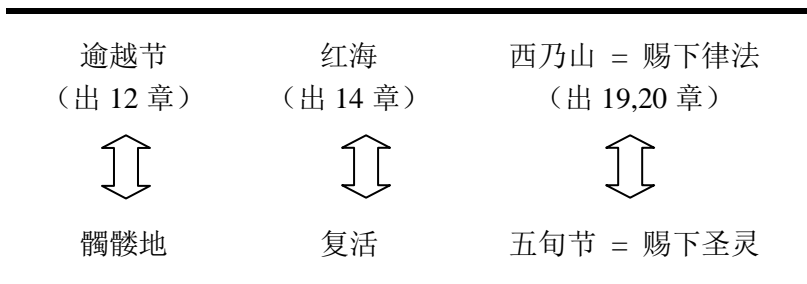 逾越节 红海 西乃山 = 赐下律法
（出 12 章） （出 14 章） （出 19,20 章）
髑髅地 复活 五旬节 = 赐下圣灵